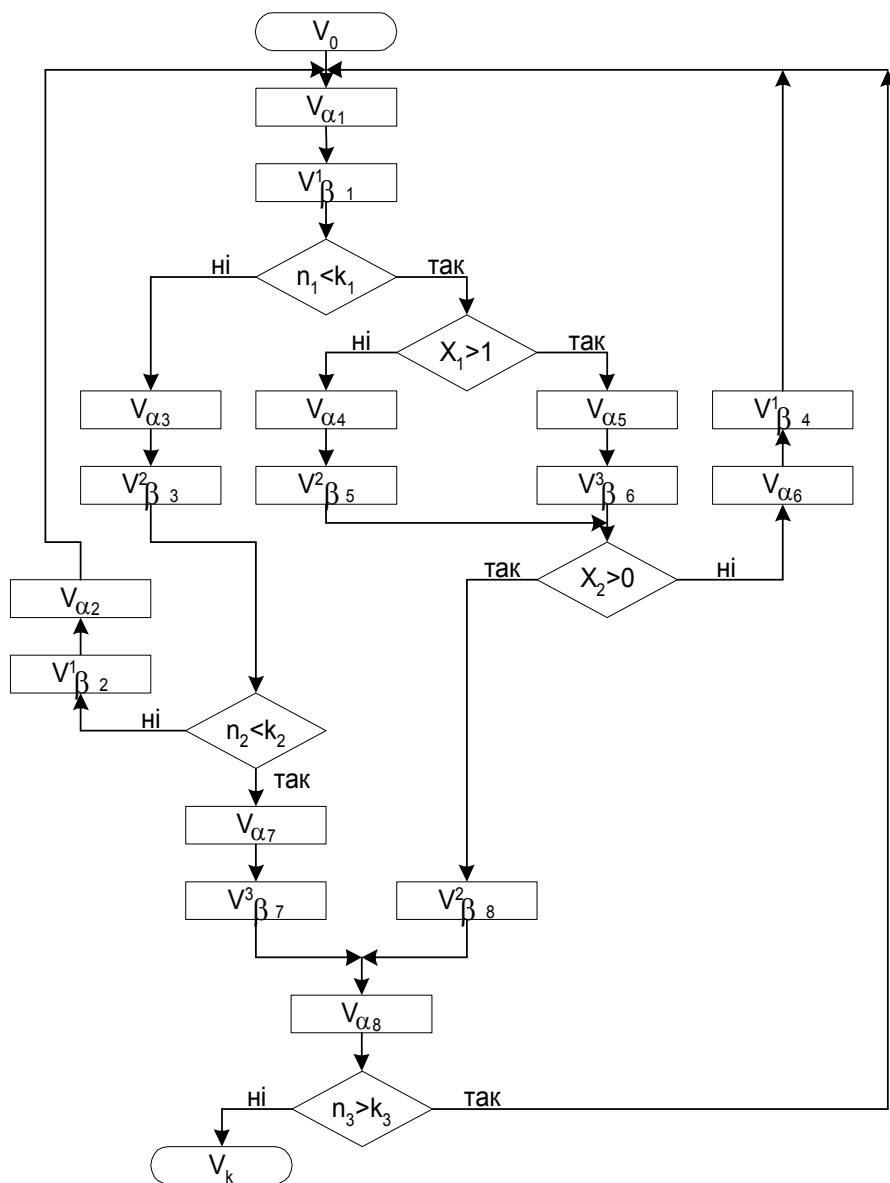 V₀
Vα₁
V¹β₁
ні
n₁<k₁
так
ні
X₁>1
так
Vα₃
Vα₄
Vα₅
V¹β₄
V²β₃
V²β₅
V³β₆
Vα₆
так
X₂>0
ні
Vα₂
V¹β₂
ні
n₂<k₂
так
Vα₇
V³β₇
V²β₈
Vα₈
ні
n₃>k₃
так
Vₖ